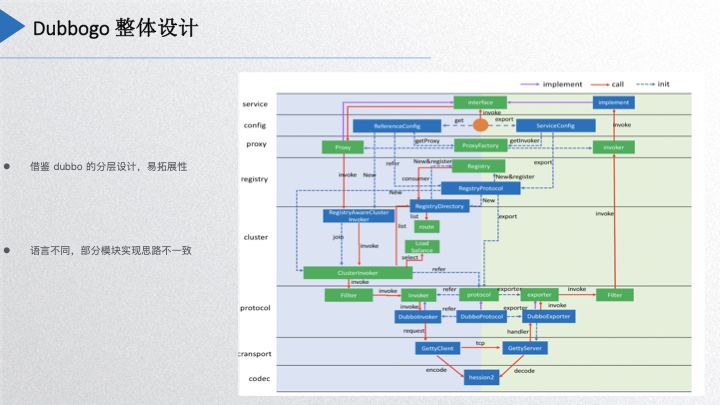 Dubbogo 整体设计
借鉴 dubbo 的分层设计，易拓展性
语言不同，部分模块实现思路不一致
implement call init
service interface implement
invoke
config get export invoke
ReferenceConfig ServiceConfig
getProxy getInvoker
proxy Proxy ProxyFactory invoker
refer New&register export
Registry
registry invoke New consumer New&register
RegstryProtocol
New New
RegistryDirectory
RegistryAwareCluster Invoker
list export invoke
list route
cluster join invoke
Load balance
select
ClusterInvoker refer
invoke
Fillter invoke Invoker refer protocol exporter exporter invoke Filter
invoke exporter invoke
protocol DubboInvoker refer DubboProtocol DubboExporter
request handler
transport GettyClient tcp GettyServer
encode decode
codec hession2